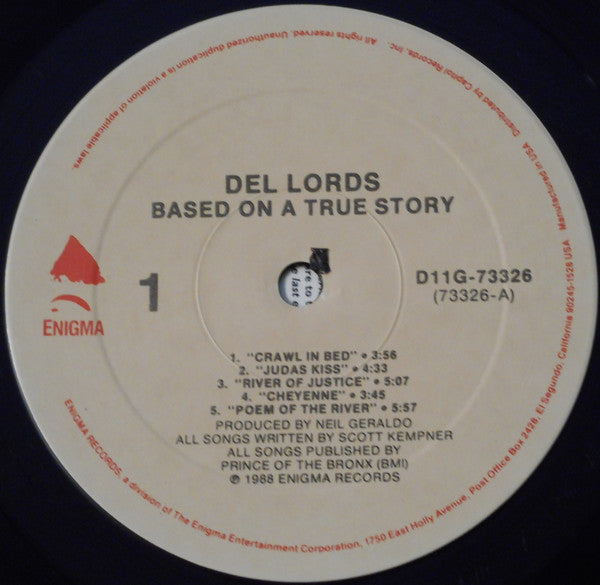 All rights reserved. Unauthorized duplication is a violation of applicable laws.
DEL LORDS
BASED ON A TRUE STORY
1
D11G-73326
(73326-A)
ENIGMA
1. "CRAWL IN BED" • 3:56
2. "JUDAS KISS" • 4:33
3. "RIVER OF JUSTICE" • 5:07
4. "CHEYENNE" • 3:45
5. "POEM OF THE RIVER" • 5:57
PRODUCED BY NEIL GERALDO
ALL SONGS WRITTEN BY SCOTT KEMPNER
ALL SONGS PUBLISHED BY
PRINCE OF THE BRONX (BMI)
℗ 1988 ENIGMA RECORDS
ENIGMA RECORDS, a division of The Enigma Entertainment Corporation, 1750 East Holly Avenue, Post Office Box 2428, El Segundo, California 90245-1528 USA Manufactured in USA Distributed by Capitol Records, Inc.
re to t
e last e